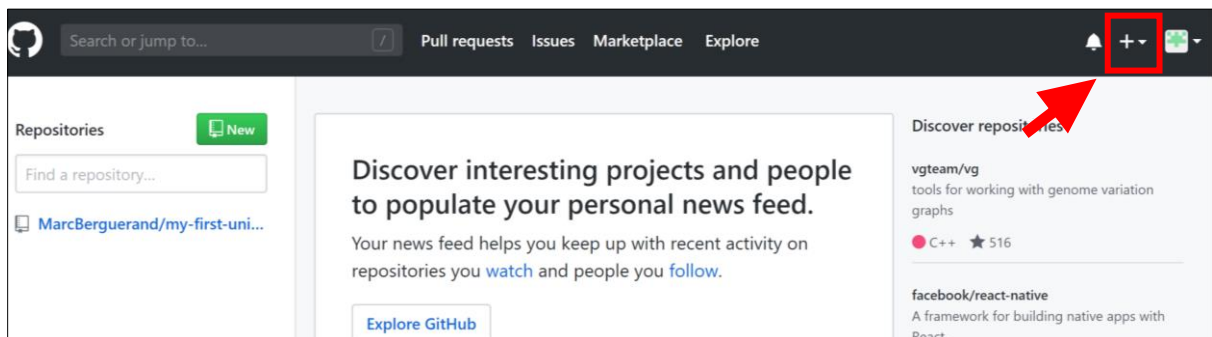 Search or jump to... /
Pull requests Issues Marketplace Explore
Repositories
New
Find a repository...
MarcBerguerand/my-first-uni...
Discover interesting projects and people
to populate your personal news feed.
Your news feed helps you keep up with recent activity on
repositories you watch and people you follow.
Explore GitHub
Discover repositories
vgteam/vg
tools for working with genome variation
graphs
C++ 516
facebook/react-native
A framework for building native apps with
React